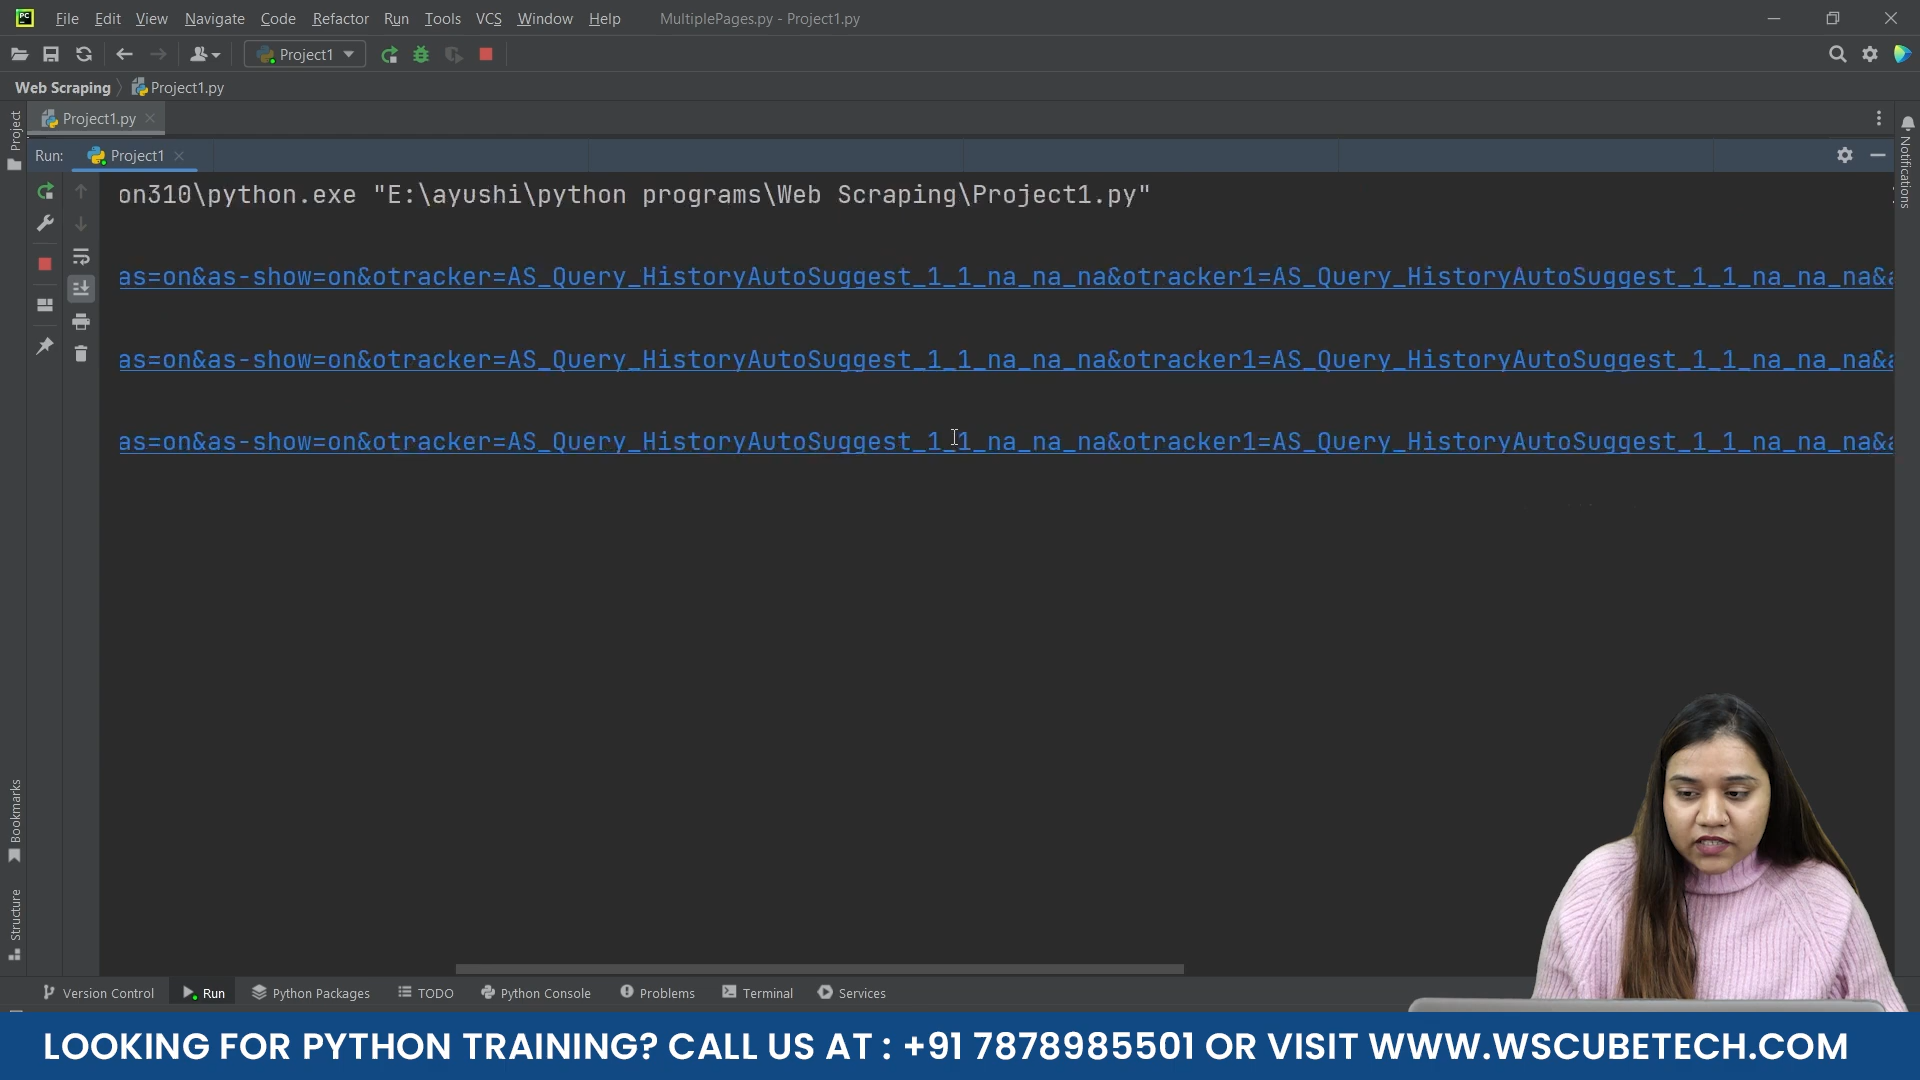 File Edit View Navigate Code Refactor Run Tools VCS Window Help MultiplePages.py - Project1.py
Project1
Web Scraping Project1.py
Project1.py
Project
Notifications
Run: Project1
on310\python.exe "E:\ayushi\python programs\Web Scraping\Project1.py"
as=on&as-show=on&otracker=AS_Query_HistoryAutoSuggest_1_1_na_na_na&otracker1=AS_Query_HistoryAutoSuggest_1_1_na_na_na&
as=on&as-show=on&otracker=AS_Query_HistoryAutoSuggest_1_1_na_na_na&otracker1=AS_Query_HistoryAutoSuggest_1_1_na_na_na&
as=on&as-show=on&otracker=AS_Query_HistoryAutoSuggest_1_1_na_na_na&otracker1=AS_Query_HistoryAutoSuggest_1_1_na_na_na&
Bookmarks
Structure
Version Control Run Python Packages TODO Python Console Problems Terminal Services
LOOKING FOR PYTHON TRAINING? CALL US AT : +91 7878985501 OR VISIT WWW.WSCUBETECH.COM